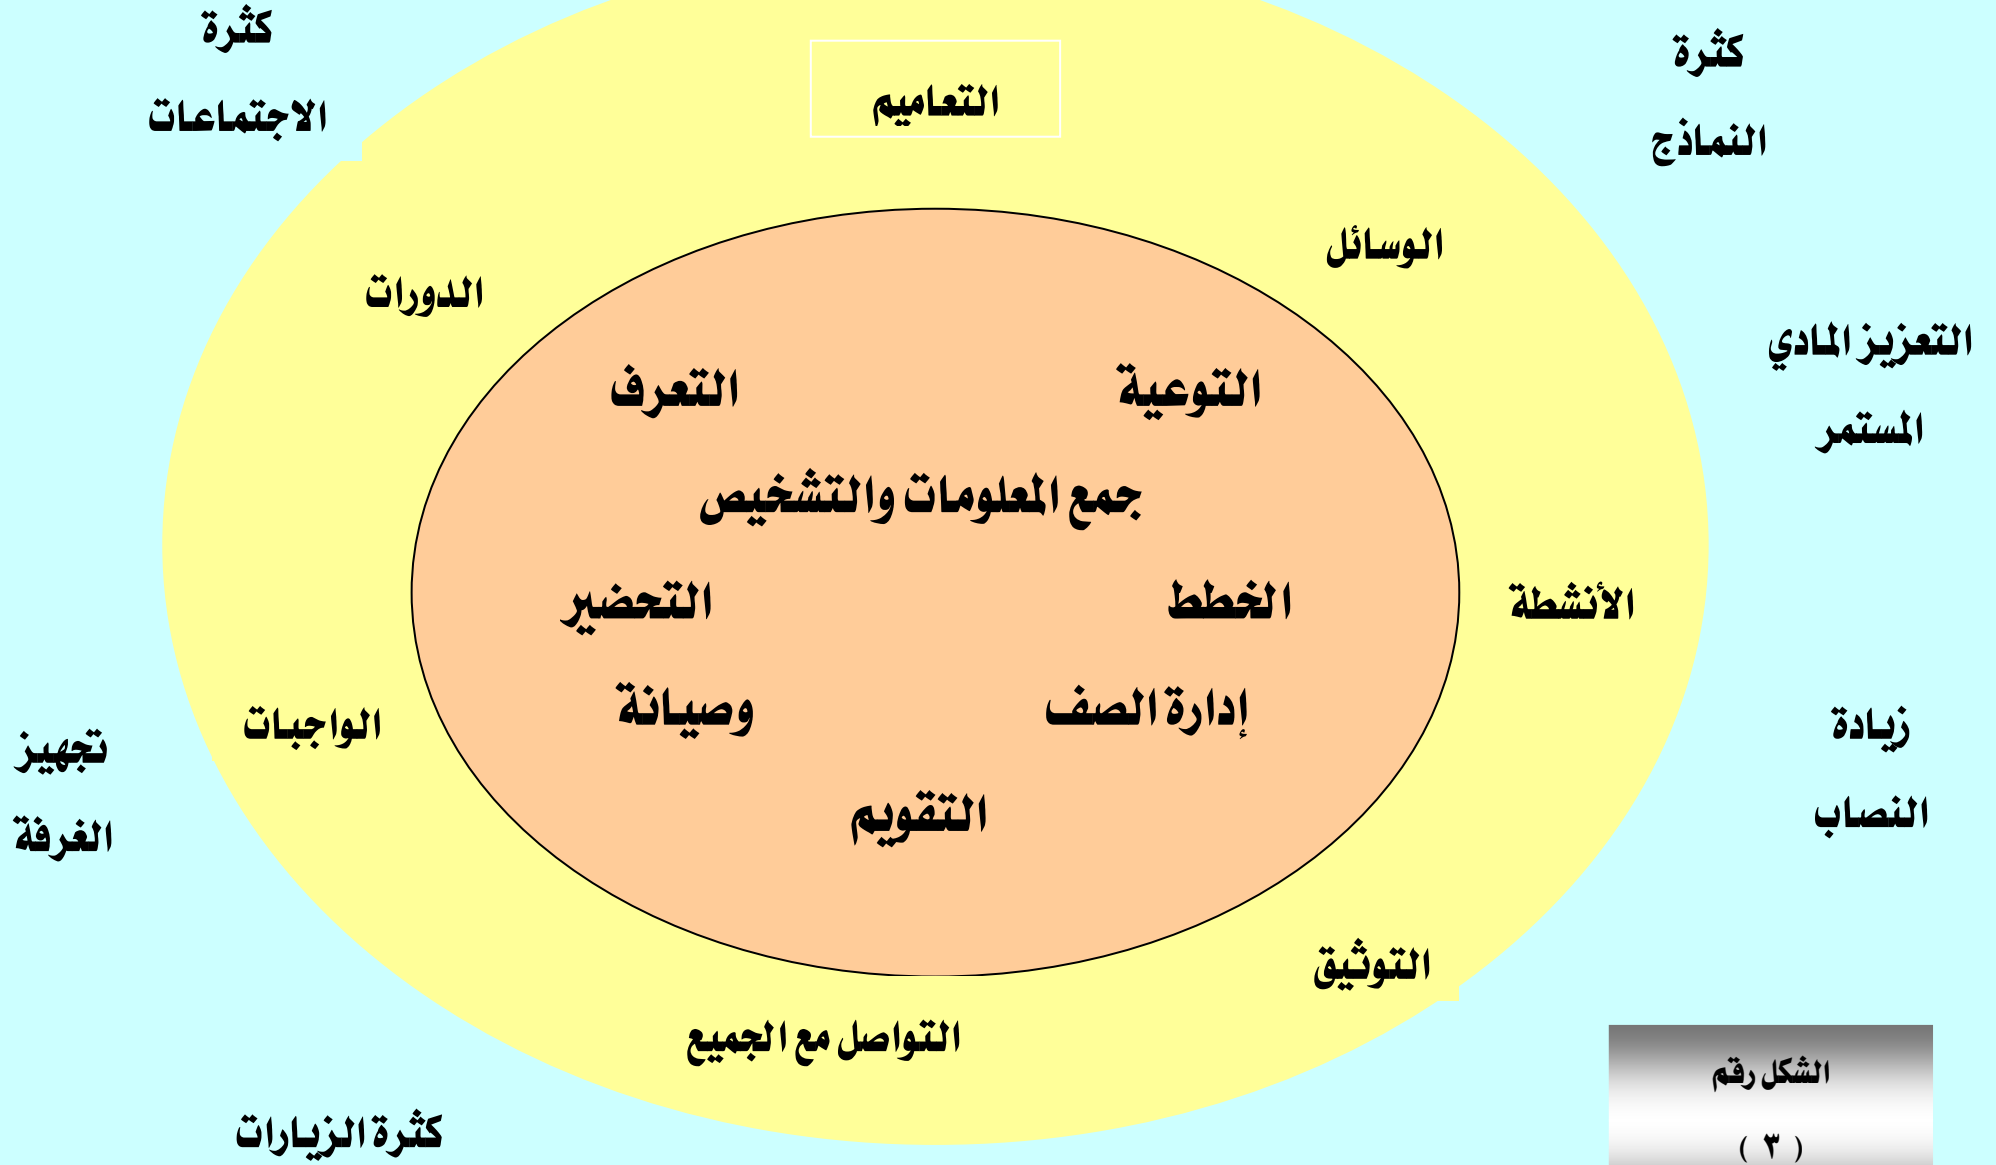 كثرة
الاجتماعات
كثرة
النماذج
التعاميم
الوسائل
الدورات
التعزيز المادي
المستمر
التوعية
التعرف
جمع المعلومات والتشخيص
الخطط
التحضير
الأنشطة
إدارة الصف
وصيانة
الواجبات
زيادة
النصاب
تجهيز
الغرفة
التقويم
التوثيق
التواصل مع الجميع
كثرة الزيارات
الشكل رقم
( ٣ )